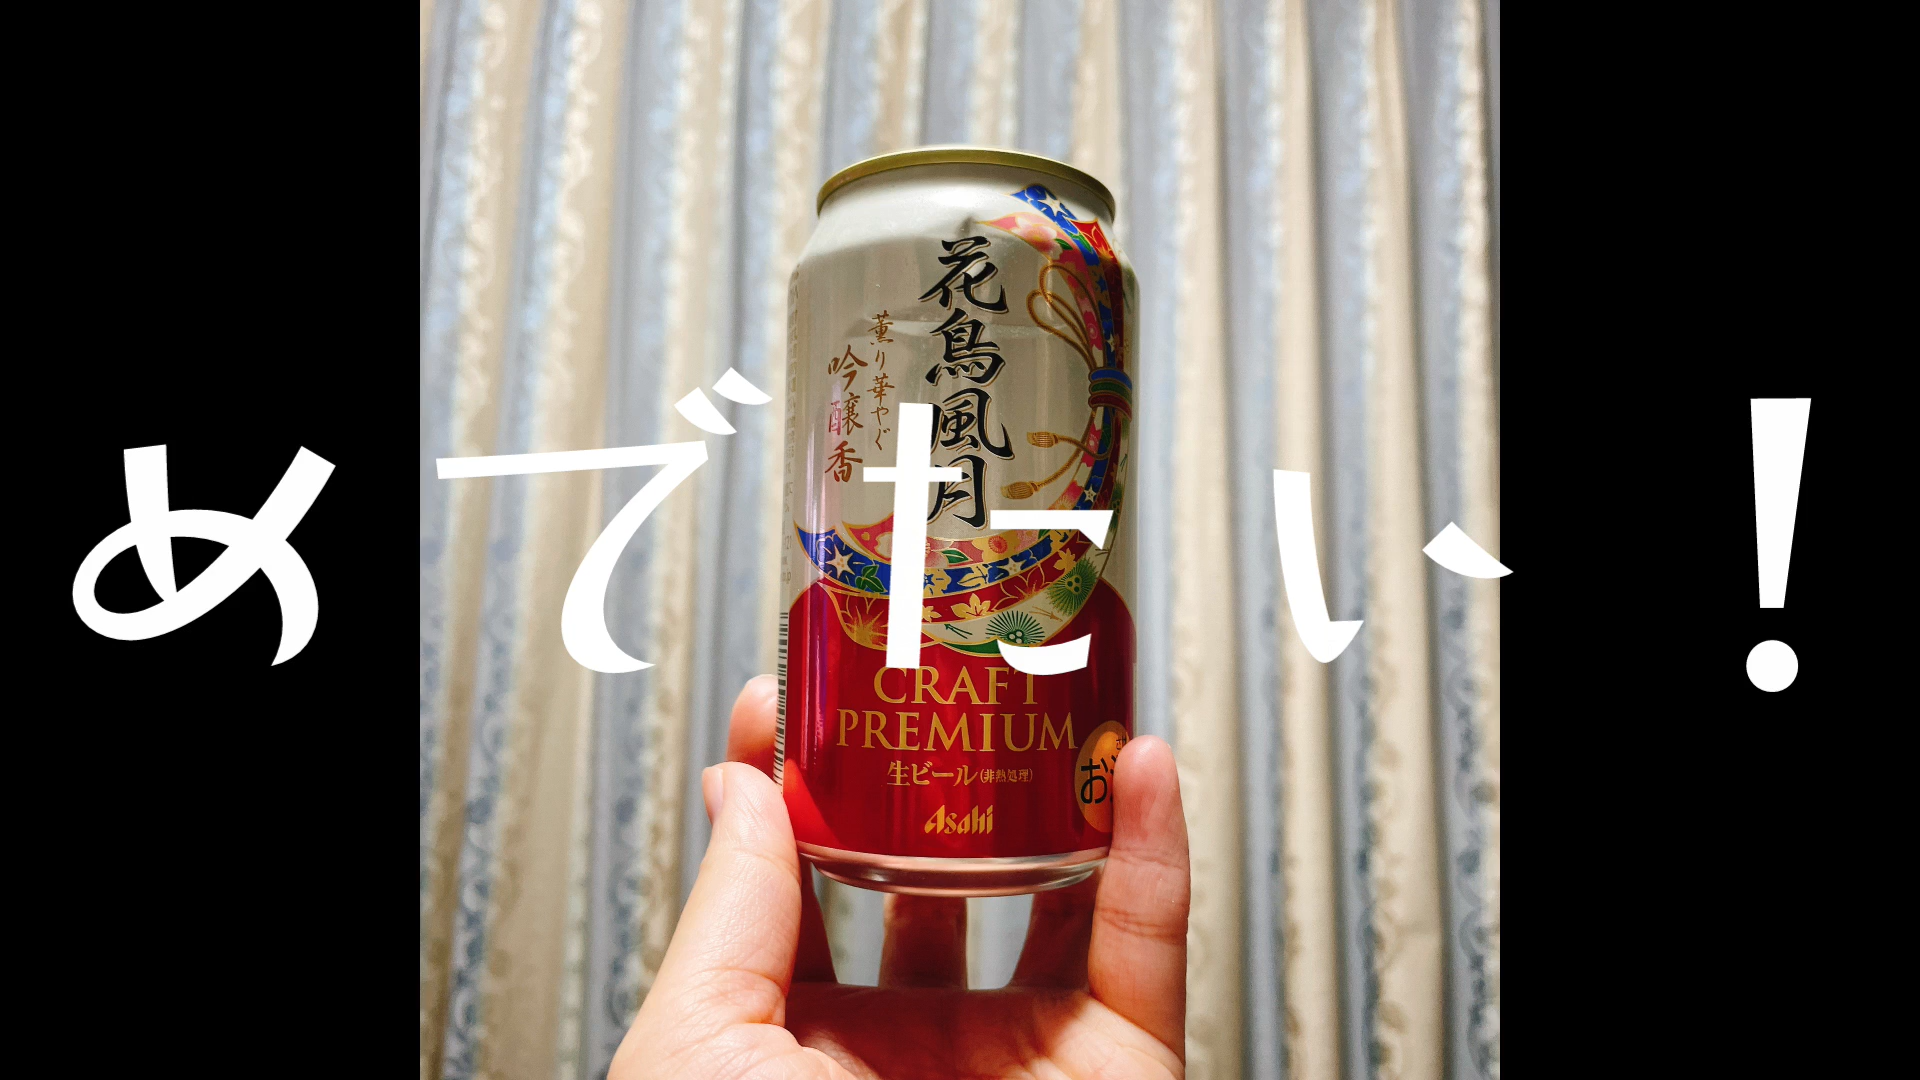 めでたい!
花鳥風月
薫り華やぐ
吟醸香
CRAFT
PREMIUM
生ビール(非熱処理)
Asahi